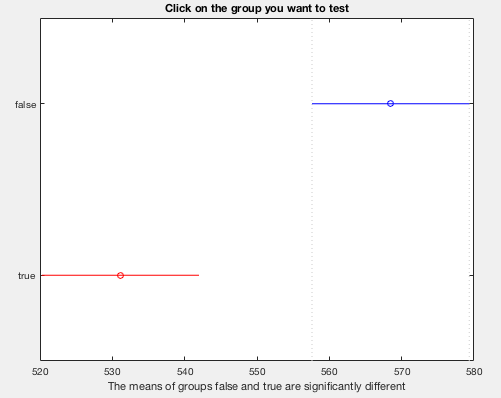 Click on the group you want to test
false
true
520 530 540 550 560 570 580
The means of groups false and true are significantly different